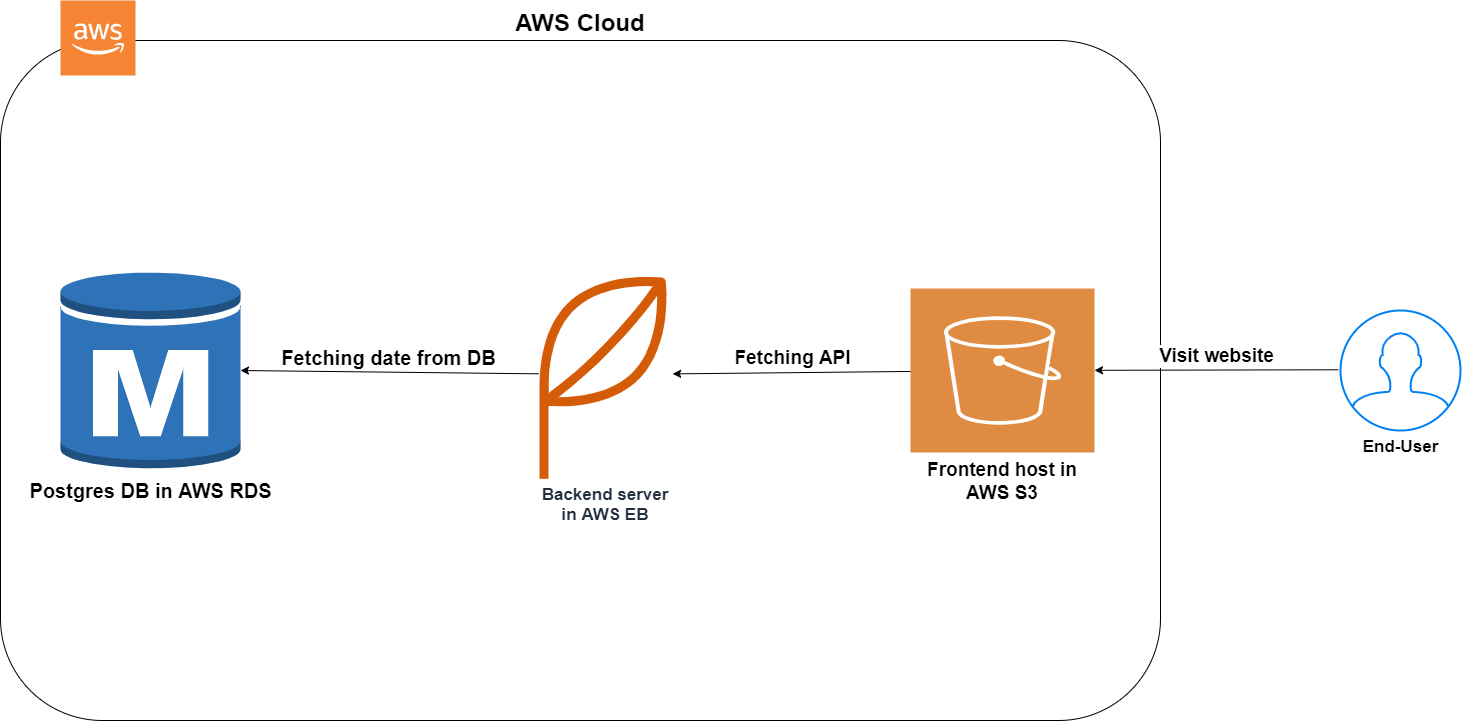 AWS Cloud
aws
Fetching date from DB
Fetching API
Visit website
M
End-User
Frontend host in
AWS S3
Postgres DB in AWS RDS
Backend server
in AWS EB